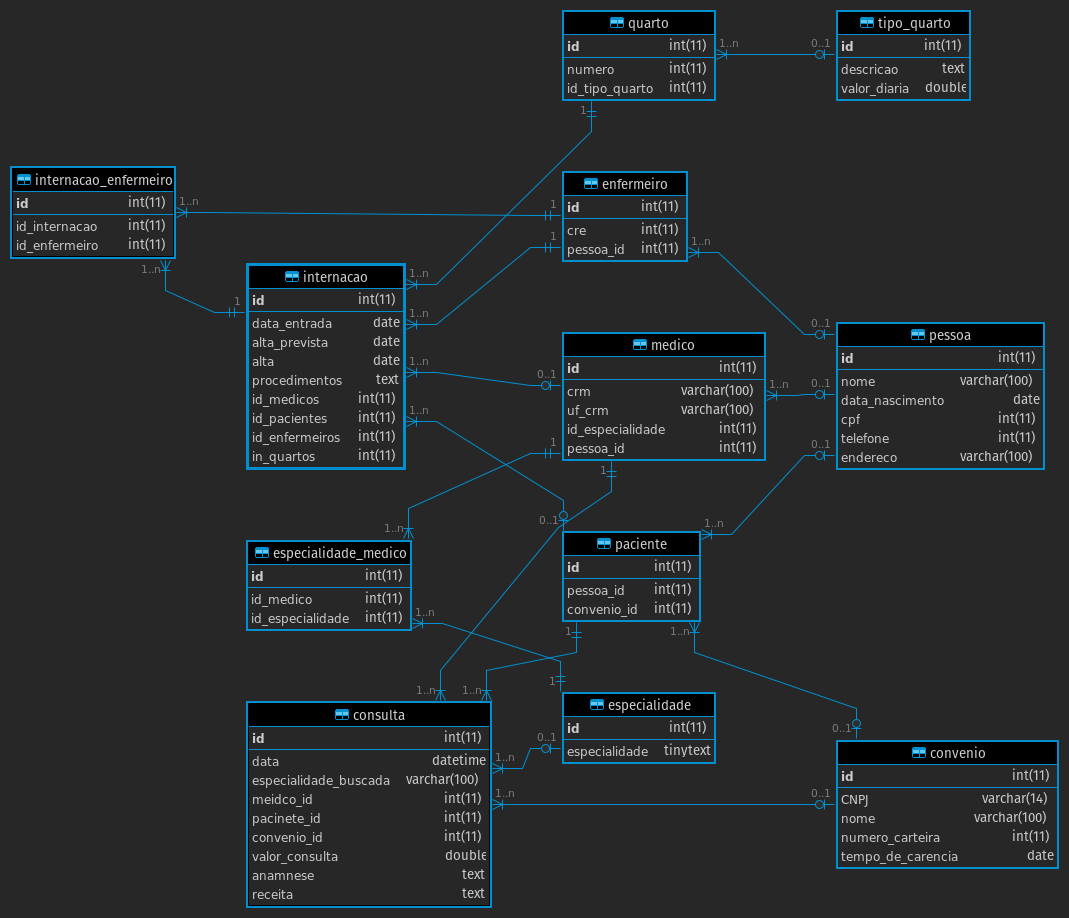 quarto
id int(11)
numero int(11)
id_tipo_quarto int(11)
1..n
0..1
1
tipo_quarto
id int(11)
descricao text
valor_diaria double
internacao_enfermeiro
id int(11)
id_internacao int(11)
id_enfermeiro int(11)
1..n
1
1..n
1
enfermeiro
id int(11)
cre int(11)
pessoa_id int(11)
1
1..n
0..1
internacao
id int(11)
data_entrada date
alta_prevista date
alta date
procedimentos text
id_medicos int(11)
id_pacientes int(11)
id_enfermeiros int(11)
in_quartos int(11)
1..n
1..n
1..n
1..n
0..1
0..1
medico
id int(11)
crm varchar(100)
uf_crm varchar(100)
id_especialidade int(11)
pessoa_id int(11)
1..n
0..1
1
1
pessoa
id int(11)
nome varchar(100)
data_nascimento date
cpf int(11)
telefone int(11)
endereco varchar(100)
0..1
1..n
especialidade_medico
id int(11)
id_medico int(11)
id_especialidade int(11)
1..n
1..n
1
paciente
id int(11)
pessoa_id int(11)
convenio_id int(11)
1..n
1
1..n
especialidade
id int(11)
especialidade tinytext
0..1
consulta
id int(11)
data datetime
especialidade_buscada varchar(100)
meidco_id int(11)
pacinete_id int(11)
convenio_id int(11)
valor_consulta double
anamnese text
receita text
1..n
1..n
1..n
1..n
0..1
0..1
convenio
id int(11)
CNPJ varchar(14)
nome varchar(100)
numero_carteira int(11)
tempo_de_carencia date